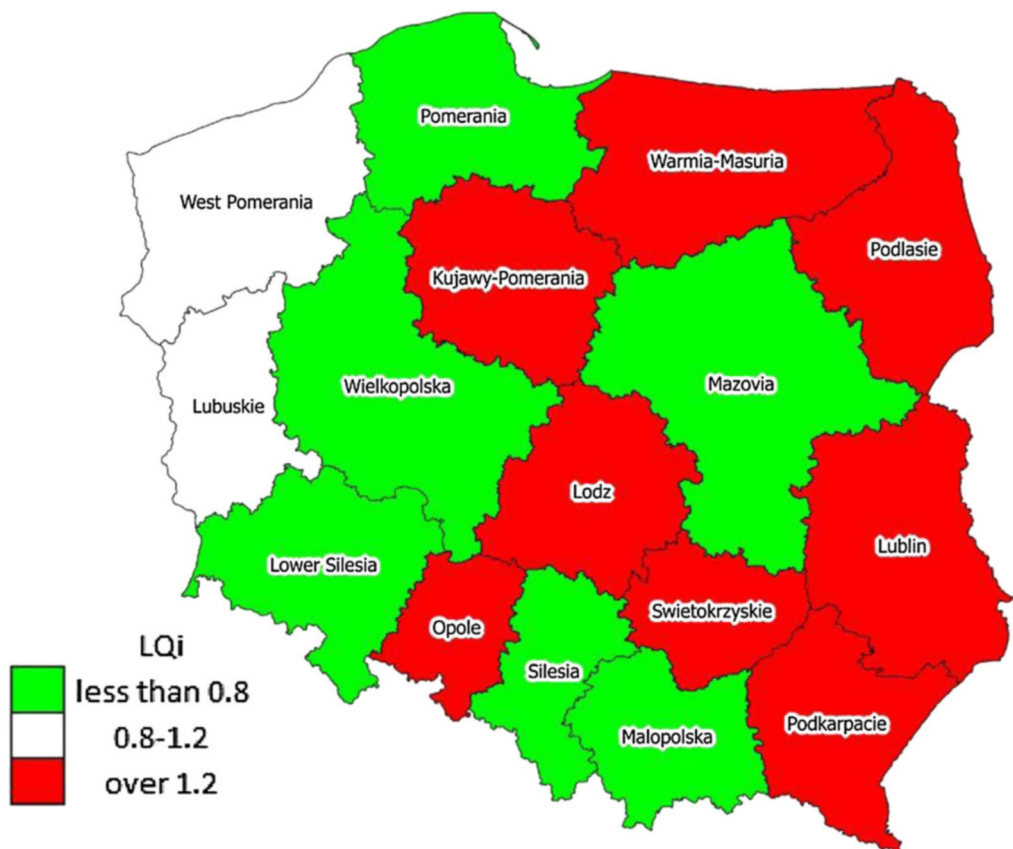 Pomerania
Warmia-Masuria
West Pomerania
Podlasie
Kujawy-Pomerania
Wielkopolska
Mazovia
Lubuskie
Lodz
Lublin
Lower Silesia
Swietokrzyskie
Opole
Silesia
Podkarpacie
Malopolska
LQi
less than 0.8
0.8-1.2
over 1.2